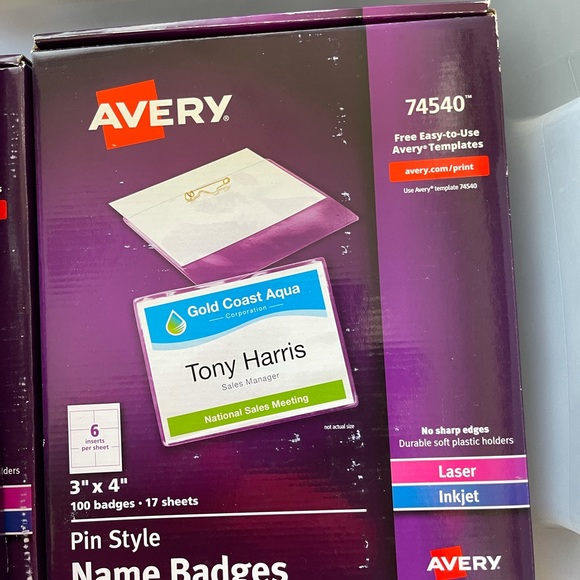 AVERY®
74540™
Free Easy-to-Use
Avery® Templates
avery.com/print
Use Avery® template 74540
Gold Coast Aqua
Corporation
Tony Harris
Sales Manager
National Sales Meeting
not actual size
6
inserts
per sheet
3" x 4"
100 badges • 17 sheets
Pin Style
Name Badges
No sharp edges
Durable soft plastic holders
Laser
Inkjet
AVERY
lders